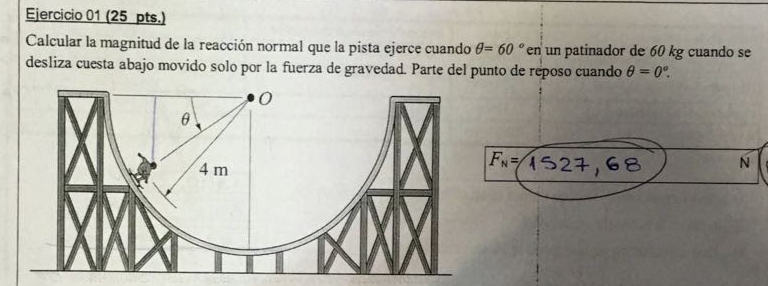 Ejercicio 01 (25 pts.)
Calcular la magnitud de la reacción normal que la pista ejerce cuando θ= 60 ° en un patinador de 60 kg cuando se
desliza cuesta abajo movido solo por la fuerza de gravedad. Parte del punto de reposo cuando θ = 0°.
O
θ
4 m
FN= 1527,68 N